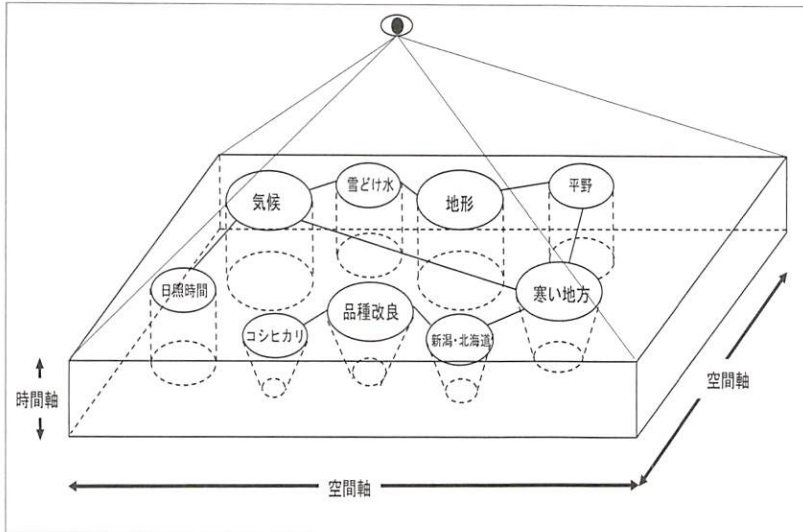 雪どけ水
平野
気候
地形
日照時間
寒い地方
品種改良
コシヒカリ
新潟・北海道
時間軸
空間軸
空間軸